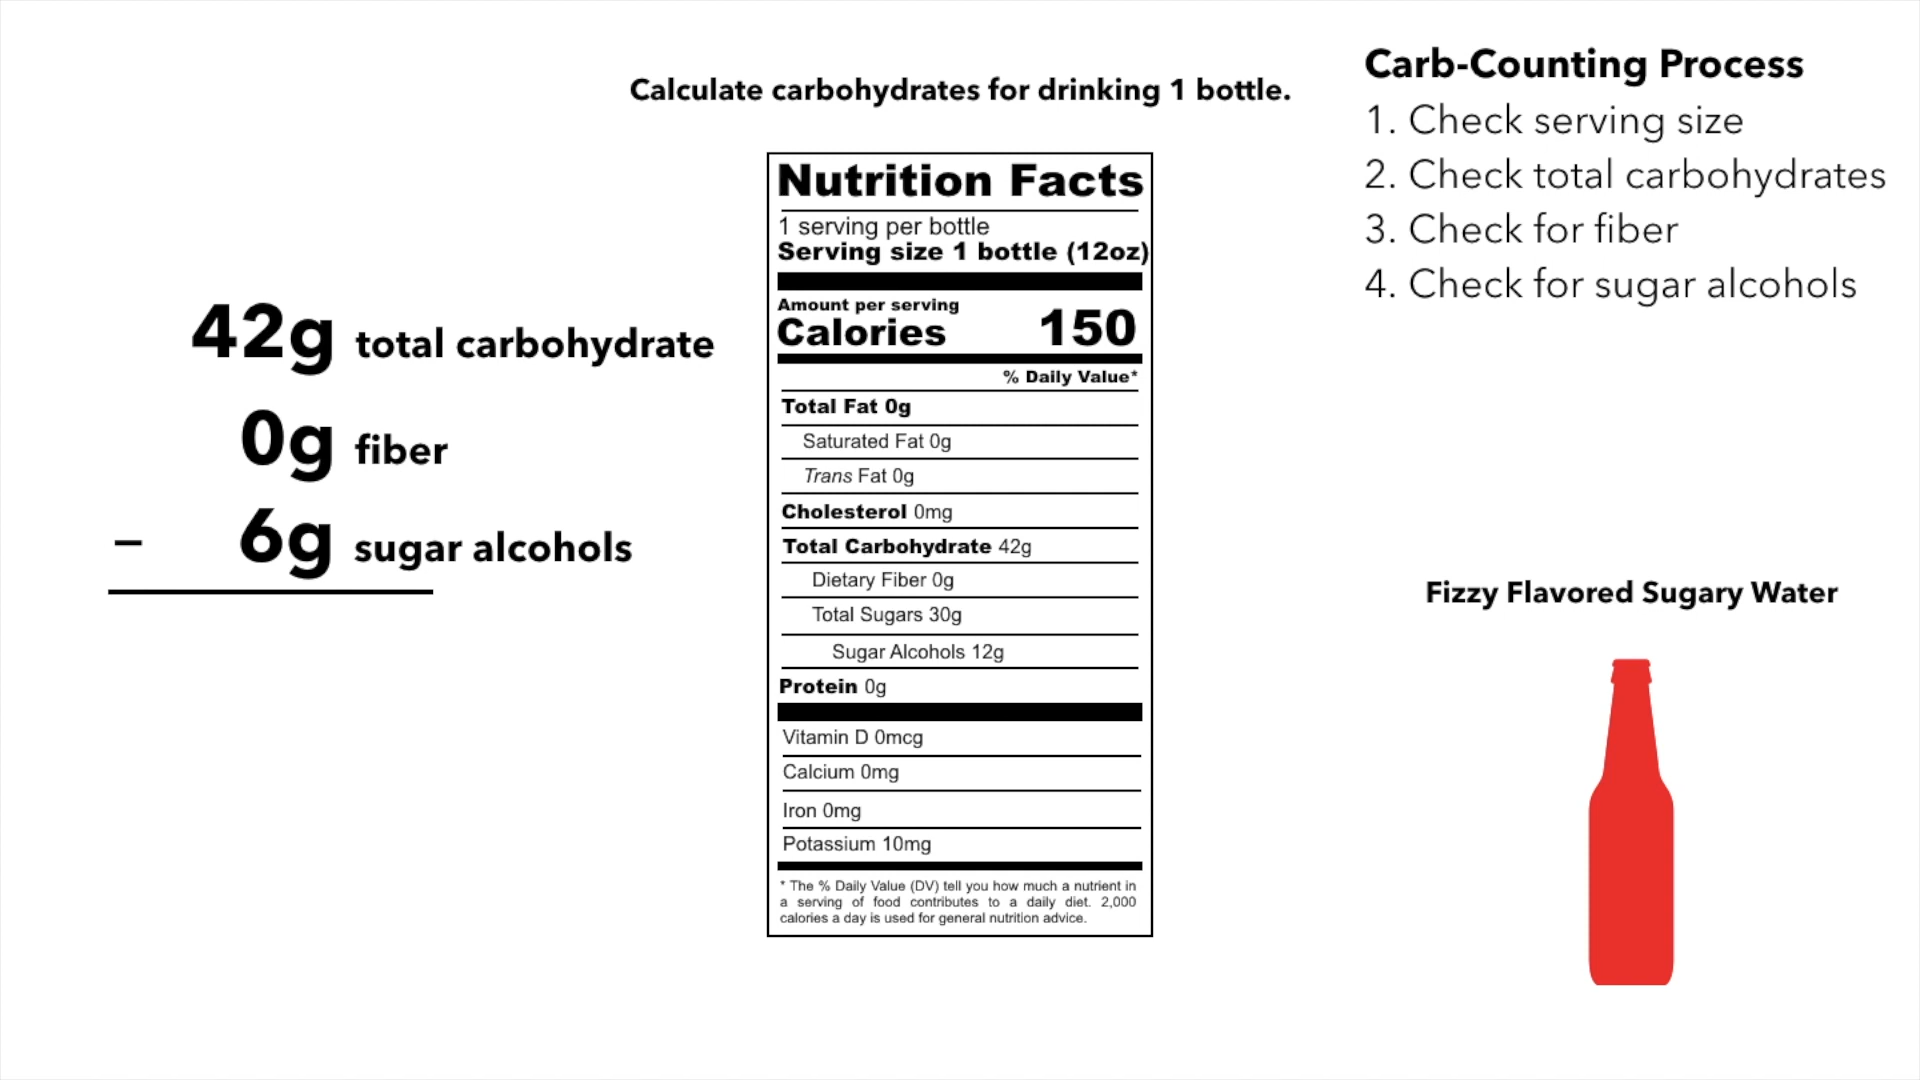 Calculate carbohydrates for drinking 1 bottle.
42g total carbohydrate
0g fiber
– 6g sugar alcohols
Nutrition Facts
1 serving per bottle
Serving size 1 bottle (12oz)
Amount per serving
Calories 150
% Daily Value*
Total Fat 0g
Saturated Fat 0g
Trans Fat 0g
Cholesterol 0mg
Total Carbohydrate 42g
Dietary Fiber 0g
Total Sugars 30g
Sugar Alcohols 12g
Protein 0g
Vitamin D 0mcg
Calcium 0mg
Iron 0mg
Potassium 10mg
* The % Daily Value (DV) tell you how much a nutrient in
a serving of food contributes to a daily diet. 2,000
calories a day is used for general nutrition advice.
Carb-Counting Process
1. Check serving size
2. Check total carbohydrates
3. Check for fiber
4. Check for sugar alcohols
Fizzy Flavored Sugary Water